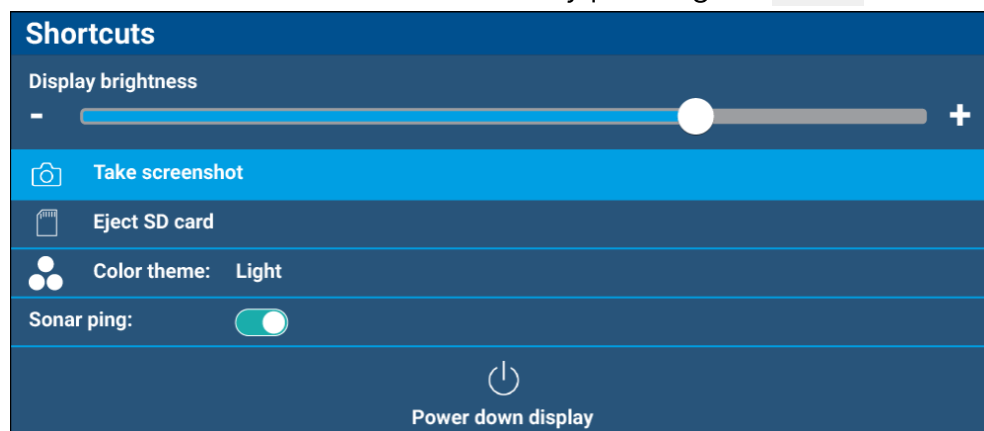 Shortcuts
Display brightness
- +
Take screenshot
Eject SD card
Color theme: Light
Sonar ping:
Power down display